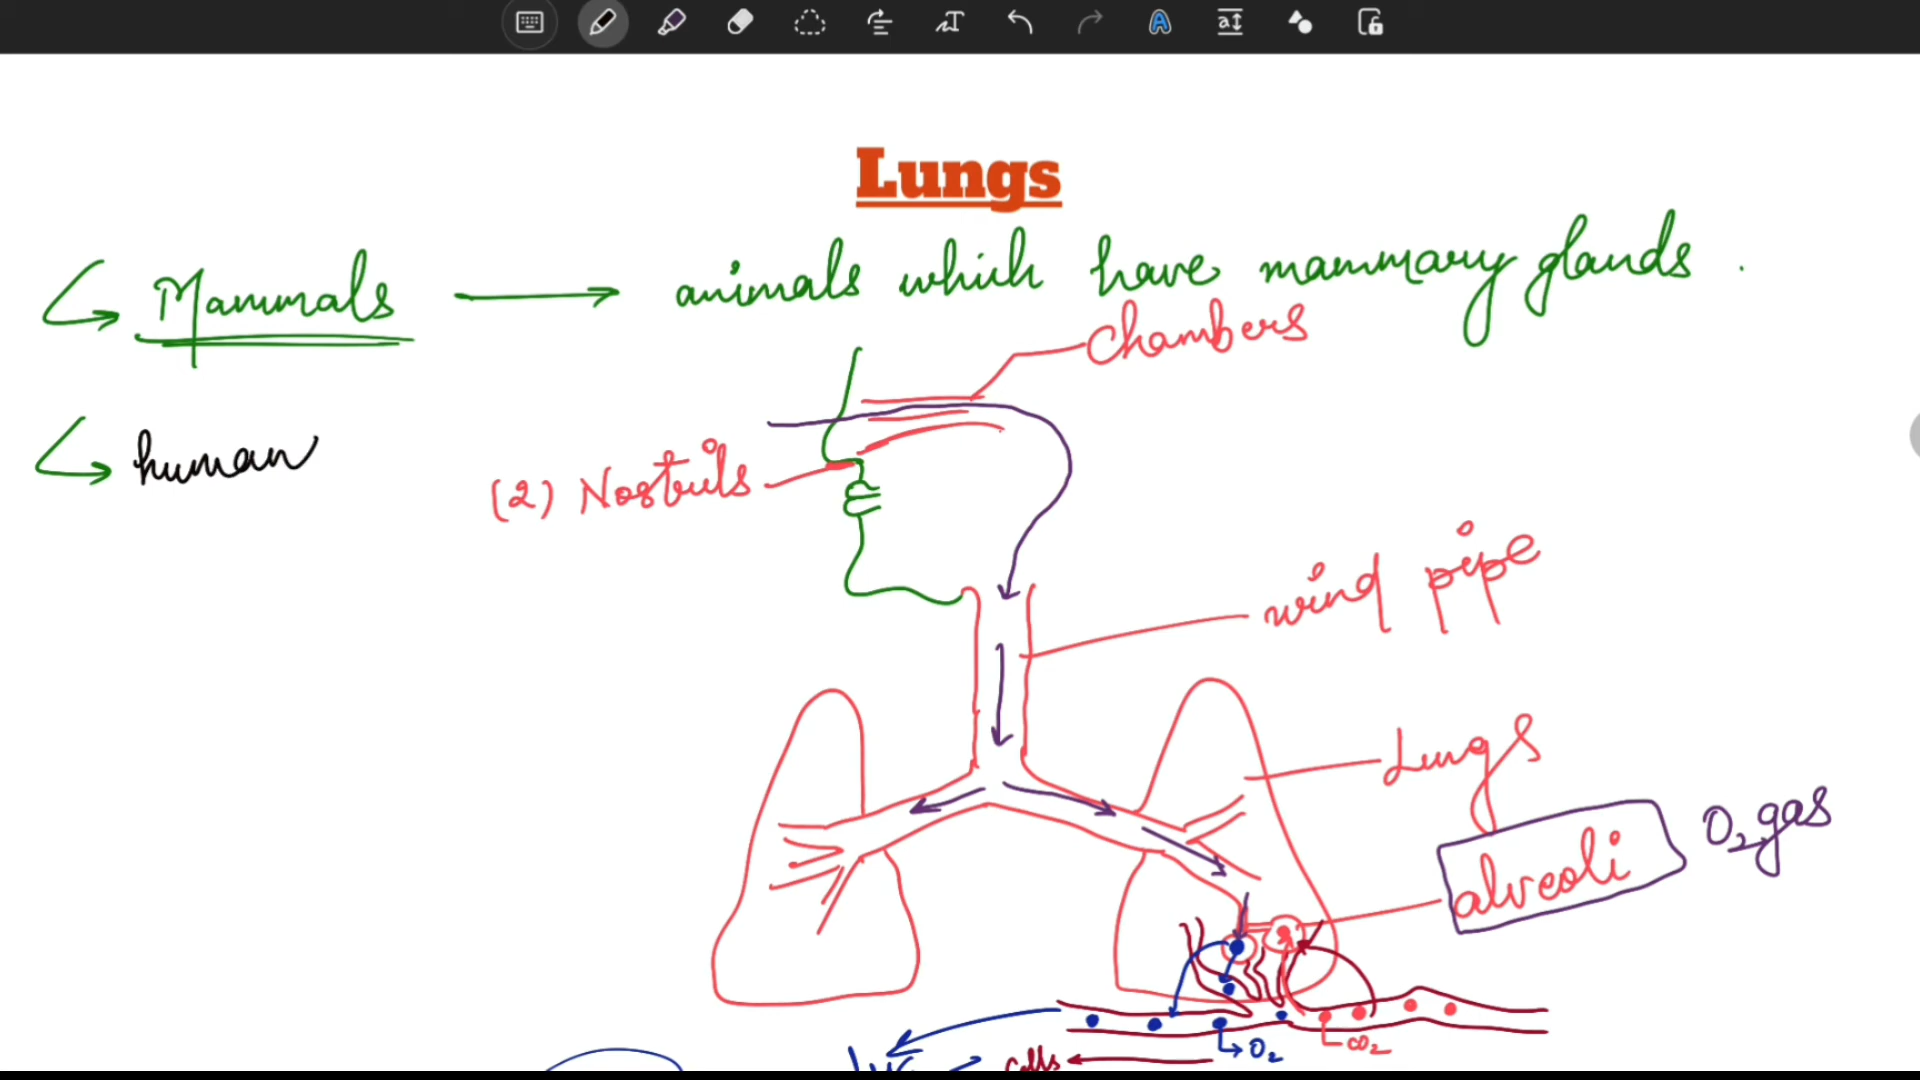 Lungs
Mammals → animals which have mammary glands .
Chambers
human
(2) Nostrils
wind pipe
Lungs
alveoli
O₂ gas
O₂
CO₂
cells